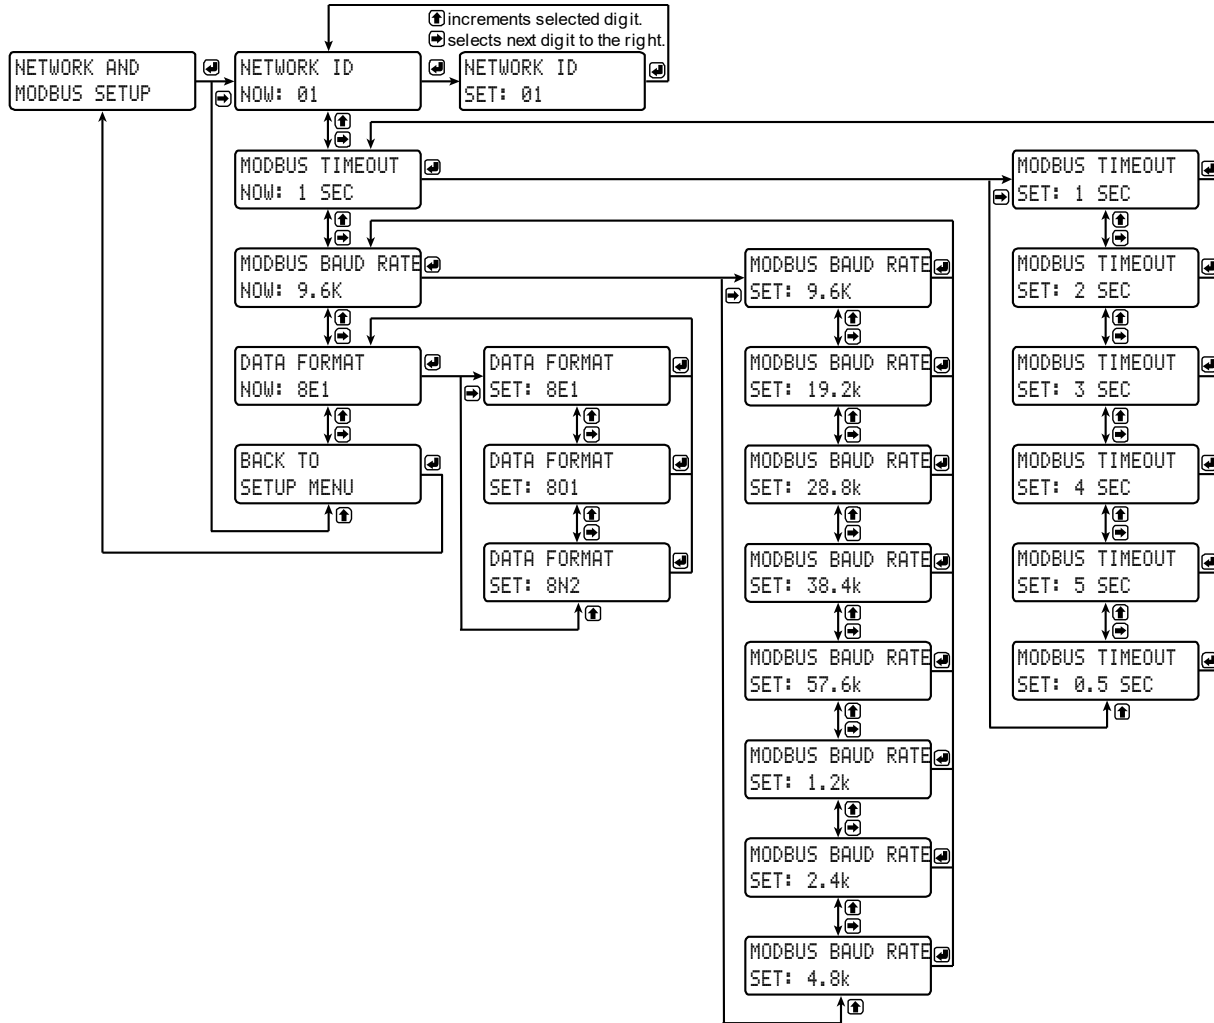 increments selected digit.
selects next digit to the right.
NETWORK AND
MODBUS SETUP
NETWORK ID
NOW: 01
NETWORK ID
SET: 01
MODBUS TIMEOUT
NOW: 1 SEC
MODBUS BAUD RATE
NOW: 9.6K
DATA FORMAT
NOW: 8E1
BACK TO
SETUP MENU
DATA FORMAT
SET: 8E1
DATA FORMAT
SET: 8O1
DATA FORMAT
SET: 8N2
MODBUS BAUD RATE
SET: 9.6K
MODBUS BAUD RATE
SET: 19.2k
MODBUS BAUD RATE
SET: 28.8k
MODBUS BAUD RATE
SET: 38.4k
MODBUS BAUD RATE
SET: 57.6k
MODBUS BAUD RATE
SET: 1.2k
MODBUS BAUD RATE
SET: 2.4k
MODBUS BAUD RATE
SET: 4.8k
MODBUS TIMEOUT
SET: 1 SEC
MODBUS TIMEOUT
SET: 2 SEC
MODBUS TIMEOUT
SET: 3 SEC
MODBUS TIMEOUT
SET: 4 SEC
MODBUS TIMEOUT
SET: 5 SEC
MODBUS TIMEOUT
SET: 0.5 SEC